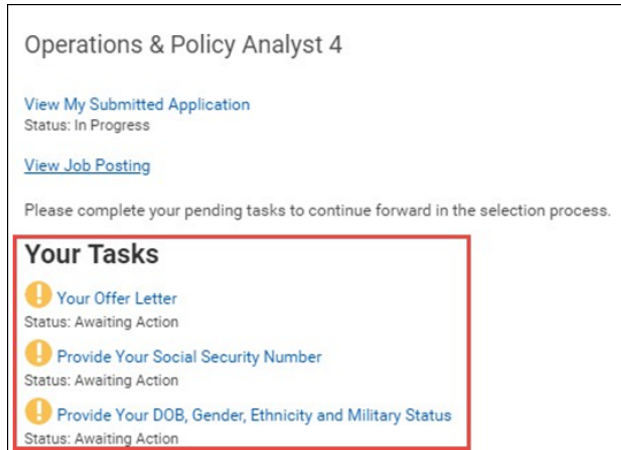 Operations & Policy Analyst 4
View My Submitted Application
Status: In Progress
View Job Posting
Please complete your pending tasks to continue forward in the selection process.
Your Tasks
Your Offer Letter
Status: Awaiting Action
Provide Your Social Security Number
Status: Awaiting Action
Provide Your DOB, Gender, Ethnicity and Military Status
Status: Awaiting Action